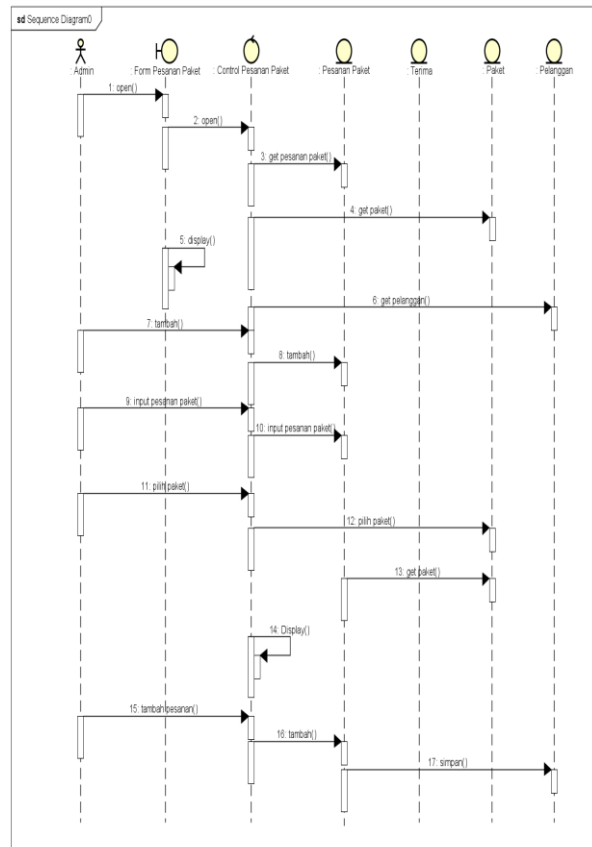 sd Sequence Diagram0
: Admin
: Form Pesanan Paket
: Control Pesanan Paket
: Pesanan Paket
: Terima
: Paket
: Pelanggan
1: open()
2: open()
3: get pesanan paket()
4: get paket()
5: display()
6: get pelanggan()
7: tambah()
8: tambah()
9: input pesanan paket()
10: input pesanan paket()
11: pilih paket()
12: pilih paket()
13: get paket()
14: Display()
15: tambah pesanan()
16: tambah()
17: simpan()